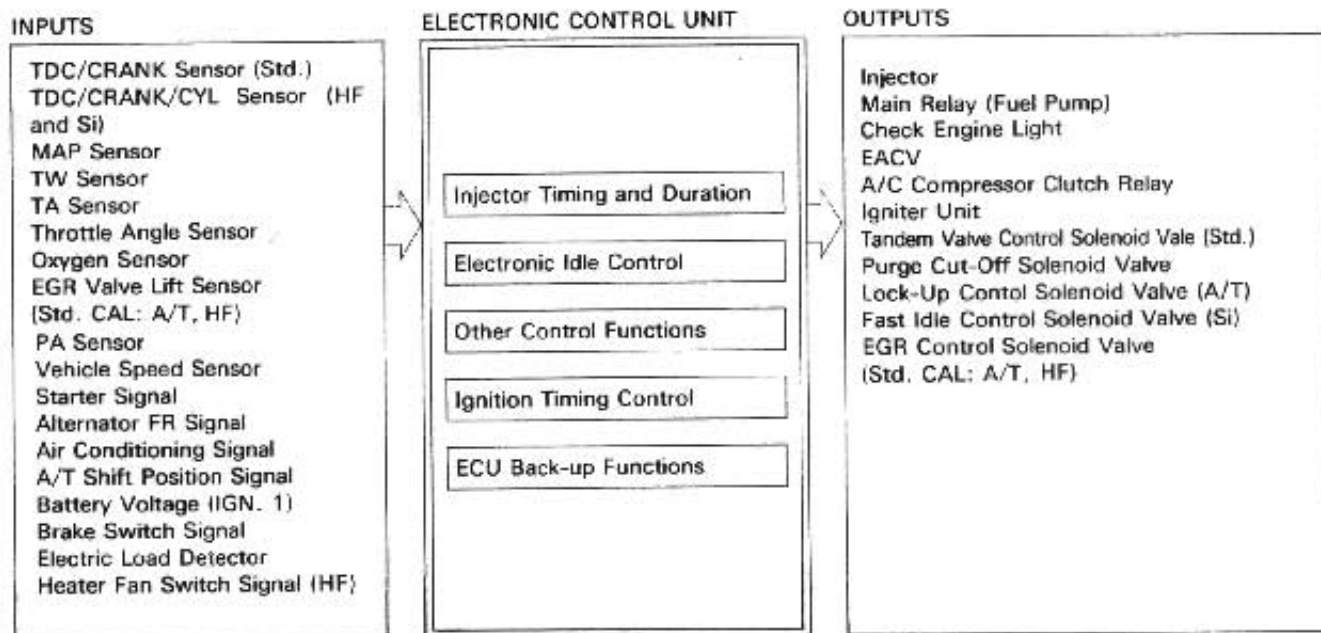 INPUTS
TDC/CRANK Sensor (Std.)
TDC/CRANK/CYL Sensor (HF
and Si)
MAP Sensor
TW Sensor
TA Sensor
Throttle Angle Sensor
Oxygen Sensor
EGR Valve Lift Sensor
(Std. CAL: A/T, HF)
PA Sensor
Vehicle Speed Sensor
Starter Signal
Alternator FR Signal
Air Conditioning Signal
A/T Shift Position Signal
Battery Voltage (IGN. 1)
Brake Switch Signal
Electric Load Detector
Heater Fan Switch Signal (HF)
ELECTRONIC CONTROL UNIT
Injector Timing and Duration
Electronic Idle Control
Other Control Functions
Ignition Timing Control
ECU Back-up Functions
OUTPUTS
Injector
Main Relay (Fuel Pump)
Check Engine Light
EACV
A/C Compressor Clutch Relay
Igniter Unit
Tandem Valve Control Solenoid Vale (Std.)
Purge Cut-Off Solenoid Valve
Lock-Up Contol Solenoid Valve (A/T)
Fast Idle Control Solenoid Valve (Si)
EGR Control Solenoid Valve
(Std. CAL: A/T, HF)